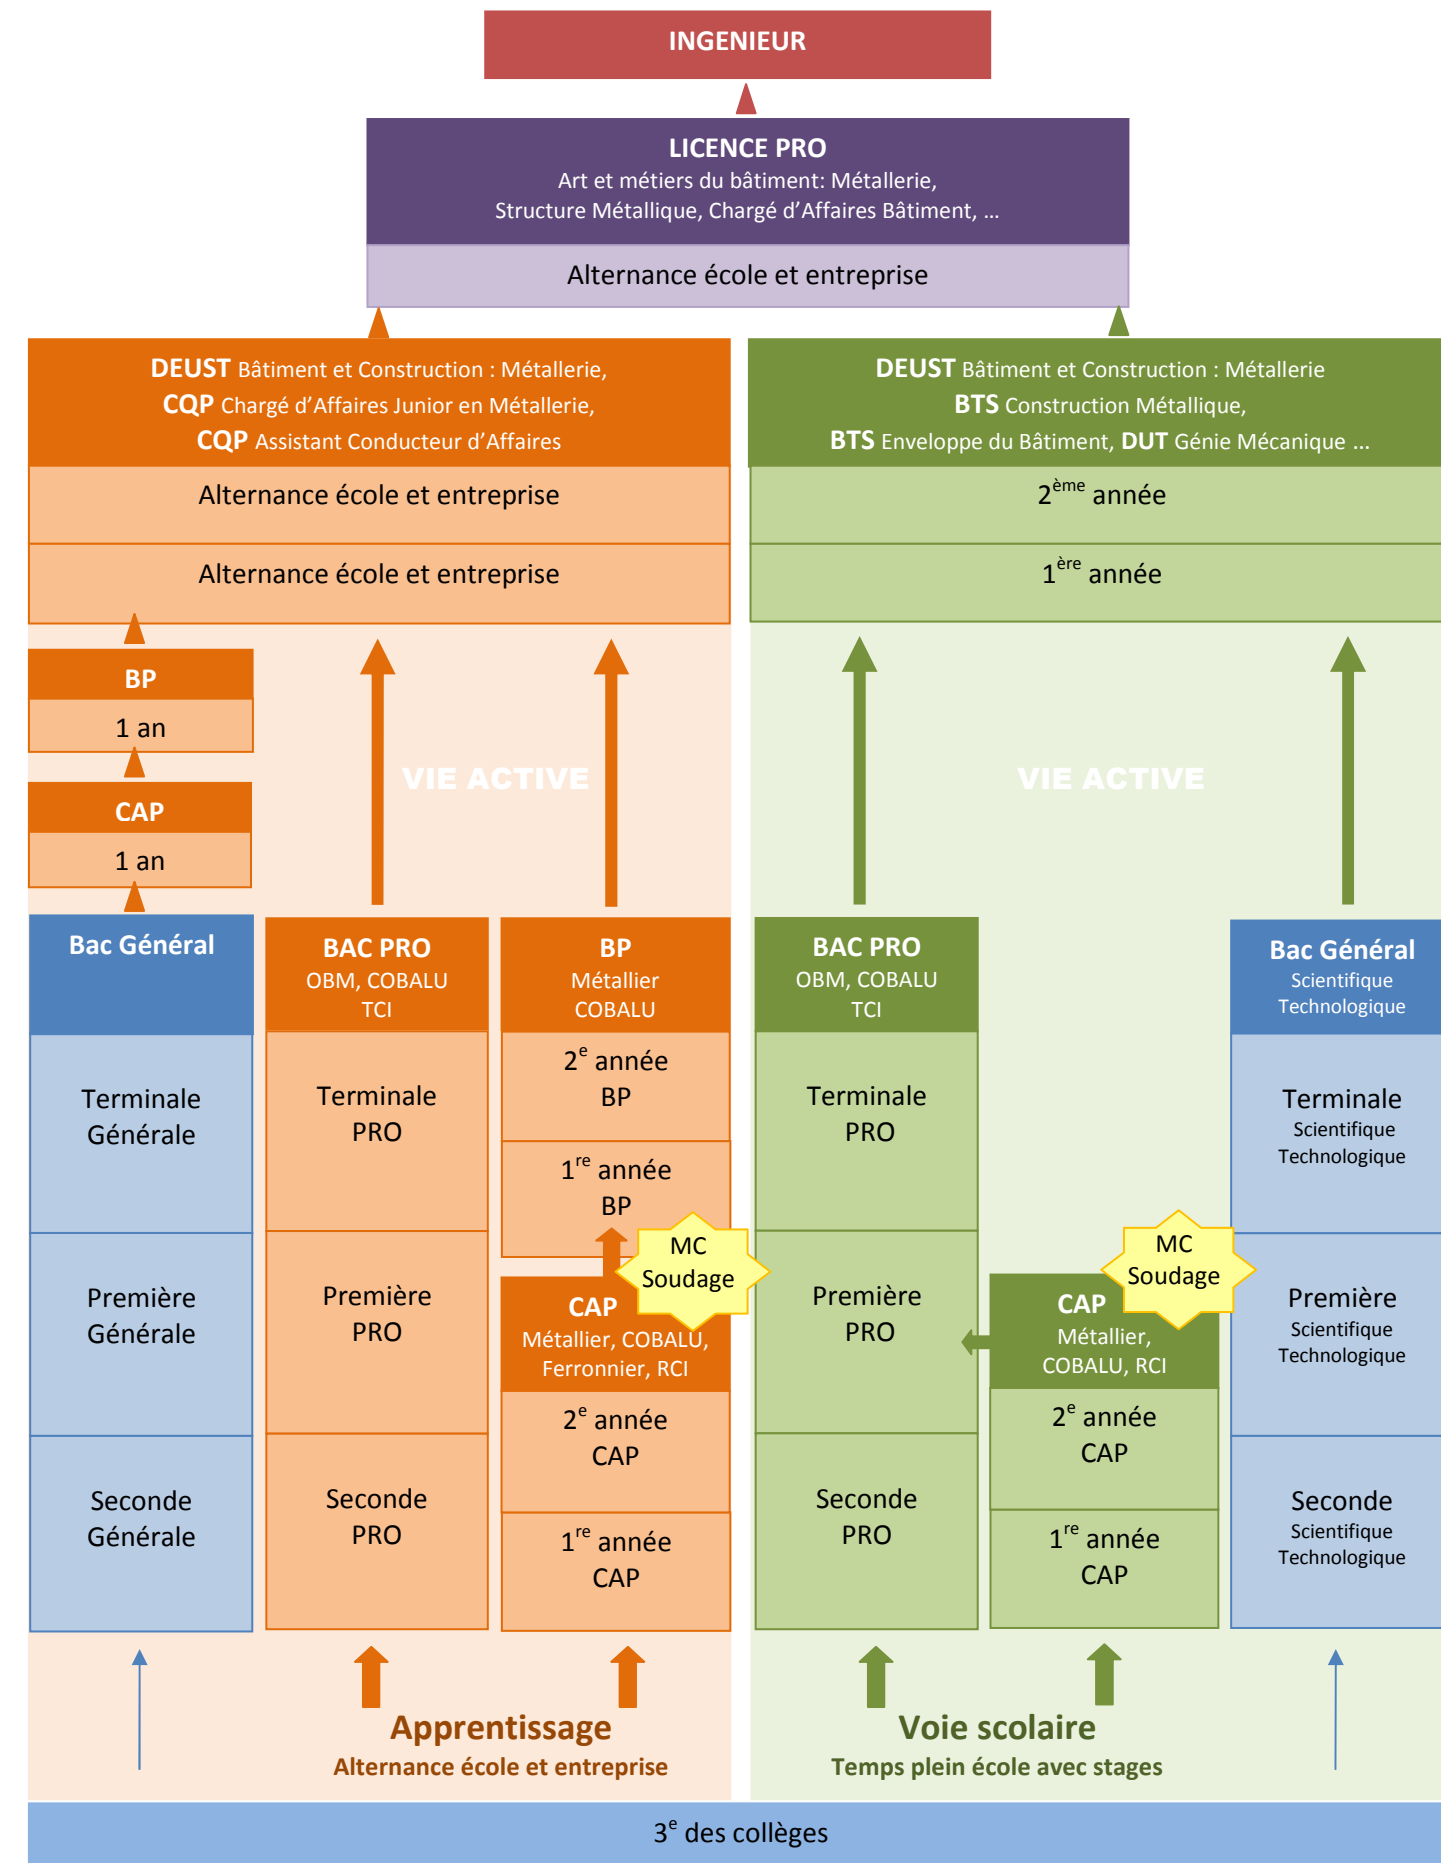 INGENIEUR
LICENCE PRO
Art et métiers du bâtiment: Métallerie,
Structure Métallique, Chargé d’Affaires Bâtiment, ...
Alternance école et entreprise
DEUST Bâtiment et Construction : Métallerie,
CQP Chargé d’Affaires Junior en Métallerie,
CQP Assistant Conducteur d’Affaires
Alternance école et entreprise
Alternance école et entreprise
DEUST Bâtiment et Construction : Métallerie
BTS Construction Métallique,
BTS Enveloppe du Bâtiment, DUT Génie Mécanique ...
2ème année
1ère année
BP
1 an
CAP
1 an
VIE ACTIVE
VIE ACTIVE
Bac Général
Terminale
Générale
Première
Générale
Seconde
Générale
BAC PRO
OBM, COBALU
TCI
Terminale
PRO
Première
PRO
Seconde
PRO
BP
Métallier
COBALU
2e année
BP
1re année
BP
MC
Soudage
CAP
Métallier, COBALU,
Ferronnier, RCI
2e année
CAP
1re année
CAP
BAC PRO
OBM, COBALU
TCI
Terminale
PRO
Première
PRO
Seconde
PRO
MC
Soudage
CAP
Métallier,
COBALU, RCI
2e année
CAP
1re année
CAP
Bac Général
Scientifique
Technologique
Terminale
Scientifique
Technologique
Première
Scientifique
Technologique
Seconde
Scientifique
Technologique
Apprentissage
Alternance école et entreprise
Voie scolaire
Temps plein école avec stages
3e des collèges